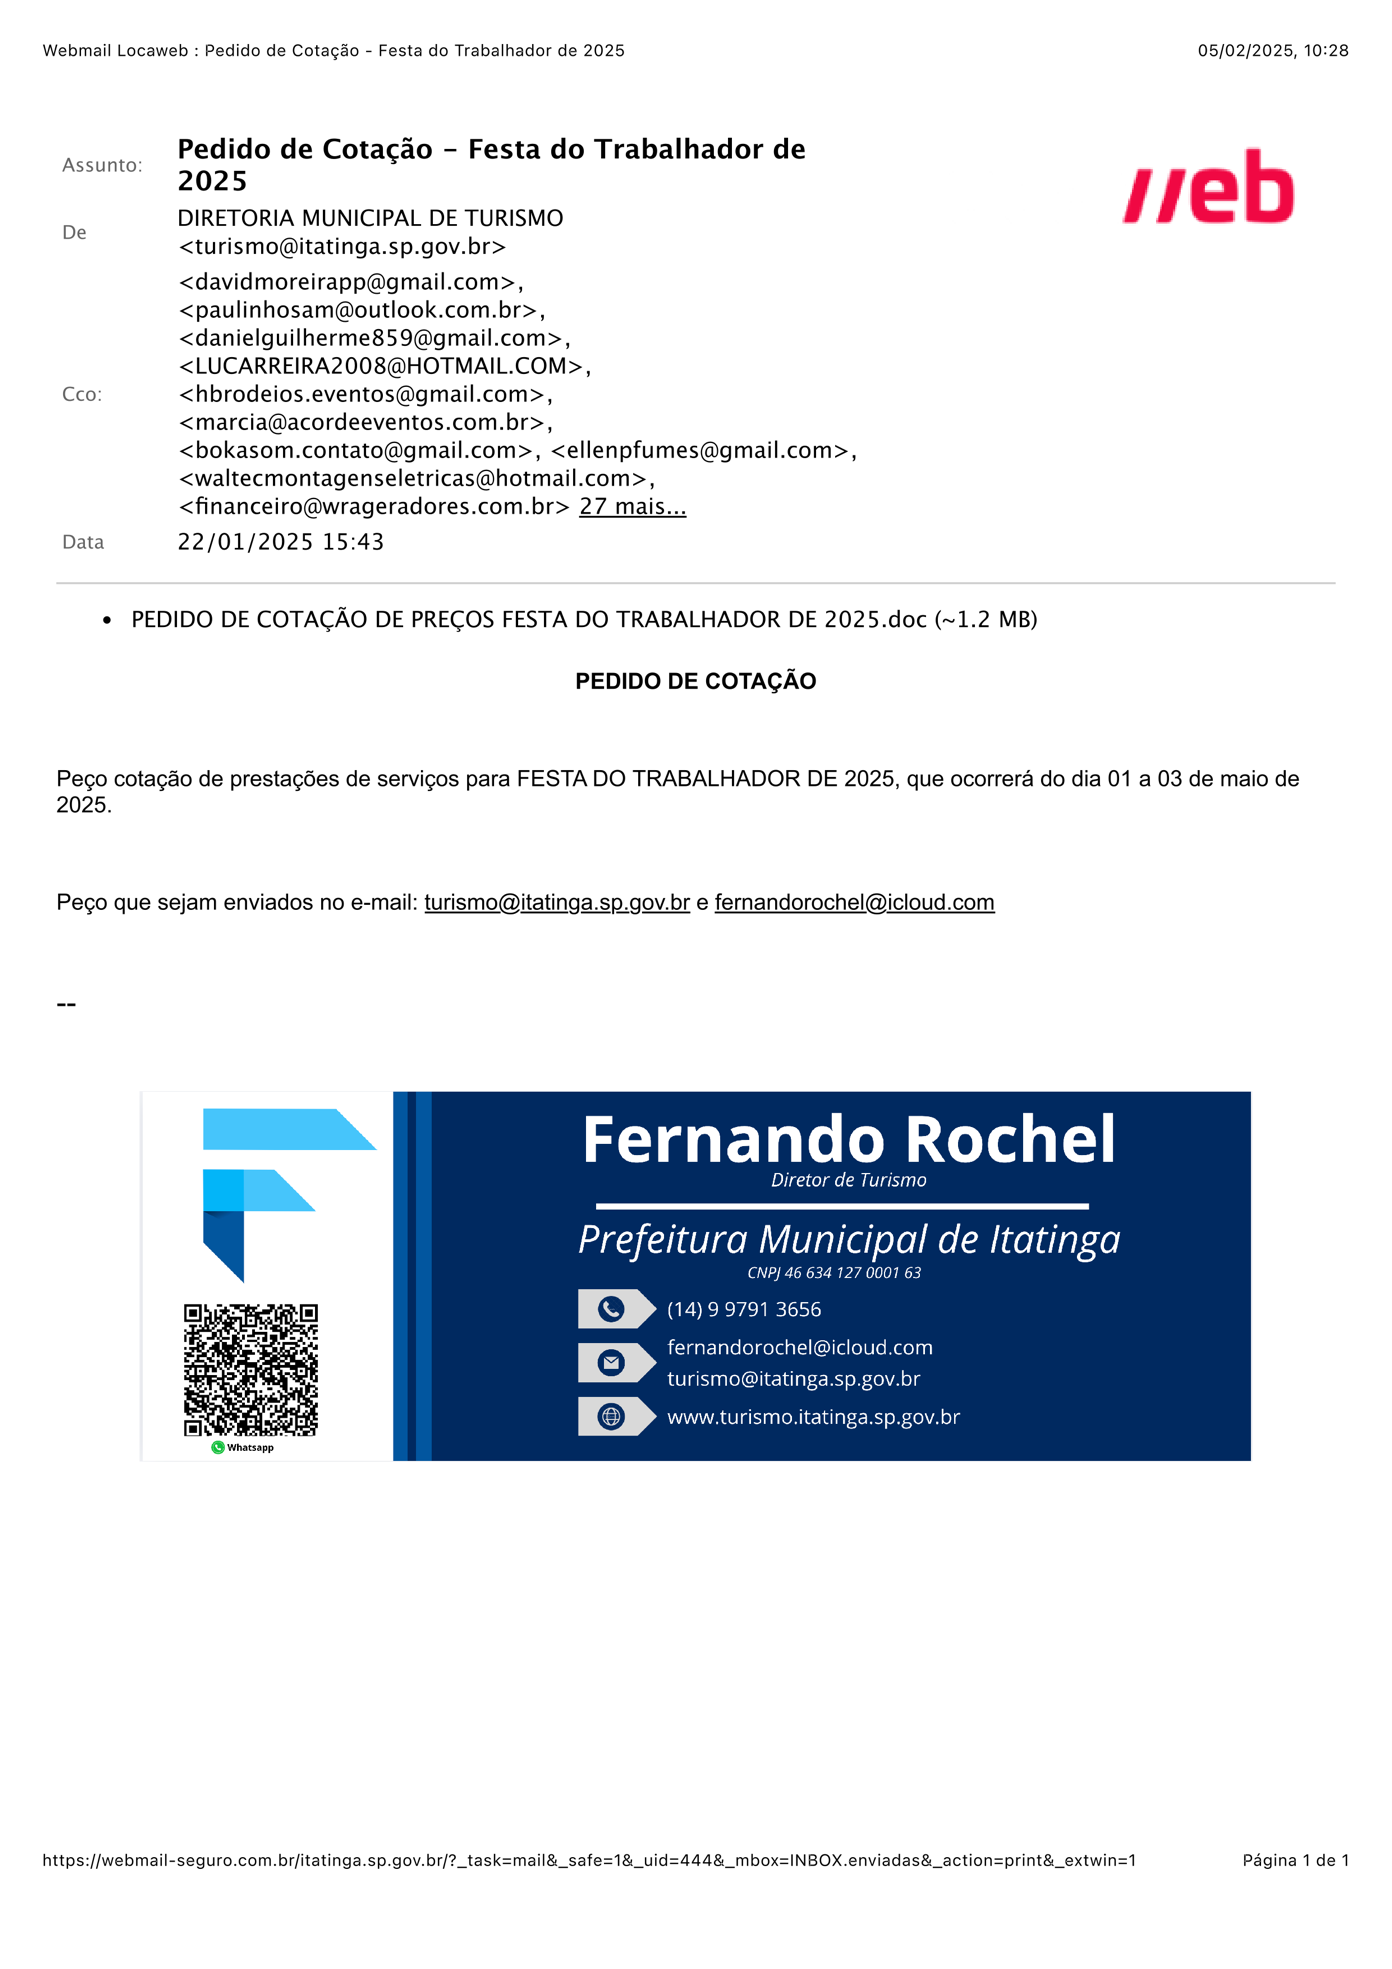 Webmail Locaweb : Pedido de Cotação - Festa do Trabalhador de 2025 05/02/2025, 10:28
Assunto: Pedido de Cotação - Festa do Trabalhador de
2025
//eb
De DIRETORIA MUNICIPAL DE TURISMO
<turismo@itatinga.sp.gov.br>
Cco: <davidmoreirapp@gmail.com>,
<paulinhosam@outlook.com.br>,
<danielguilherme859@gmail.com>,
<LUCARREIRA2008@HOTMAIL.COM>,
<hbrodeios.eventos@gmail.com>,
<marcia@acordeeventos.com.br>,
<bokasom.contato@gmail.com>, <ellenpfumes@gmail.com>,
<waltecmontagenseletricas@hotmail.com>,
<financeiro@wrageradores.com.br> 27 mais...
Data 22/01/2025 15:43
• PEDIDO DE COTAÇÃO DE PREÇOS FESTA DO TRABALHADOR DE 2025.doc (~1.2 MB)
PEDIDO DE COTAÇÃO
Peço cotação de prestações de serviços para FESTA DO TRABALHADOR DE 2025, que ocorrerá do dia 01 a 03 de maio de
2025.
Peço que sejam enviados no e-mail: turismo@itatinga.sp.gov.br e fernandorochel@icloud.com
--
Fernando Rochel
Diretor de Turismo
Prefeitura Municipal de Itatinga
CNPJ 46 634 127 0001 63
(14) 9 9791 3656
fernandorochel@icloud.com
turismo@itatinga.sp.gov.br
www.turismo.itatinga.sp.gov.br
Whatsapp
https://webmail-seguro.com.br/itatinga.sp.gov.br/?_task=mail&_safe=1&_uid=444&_mbox=INBOX.enviadas&_action=print&_extwin=1 Página 1 de 1